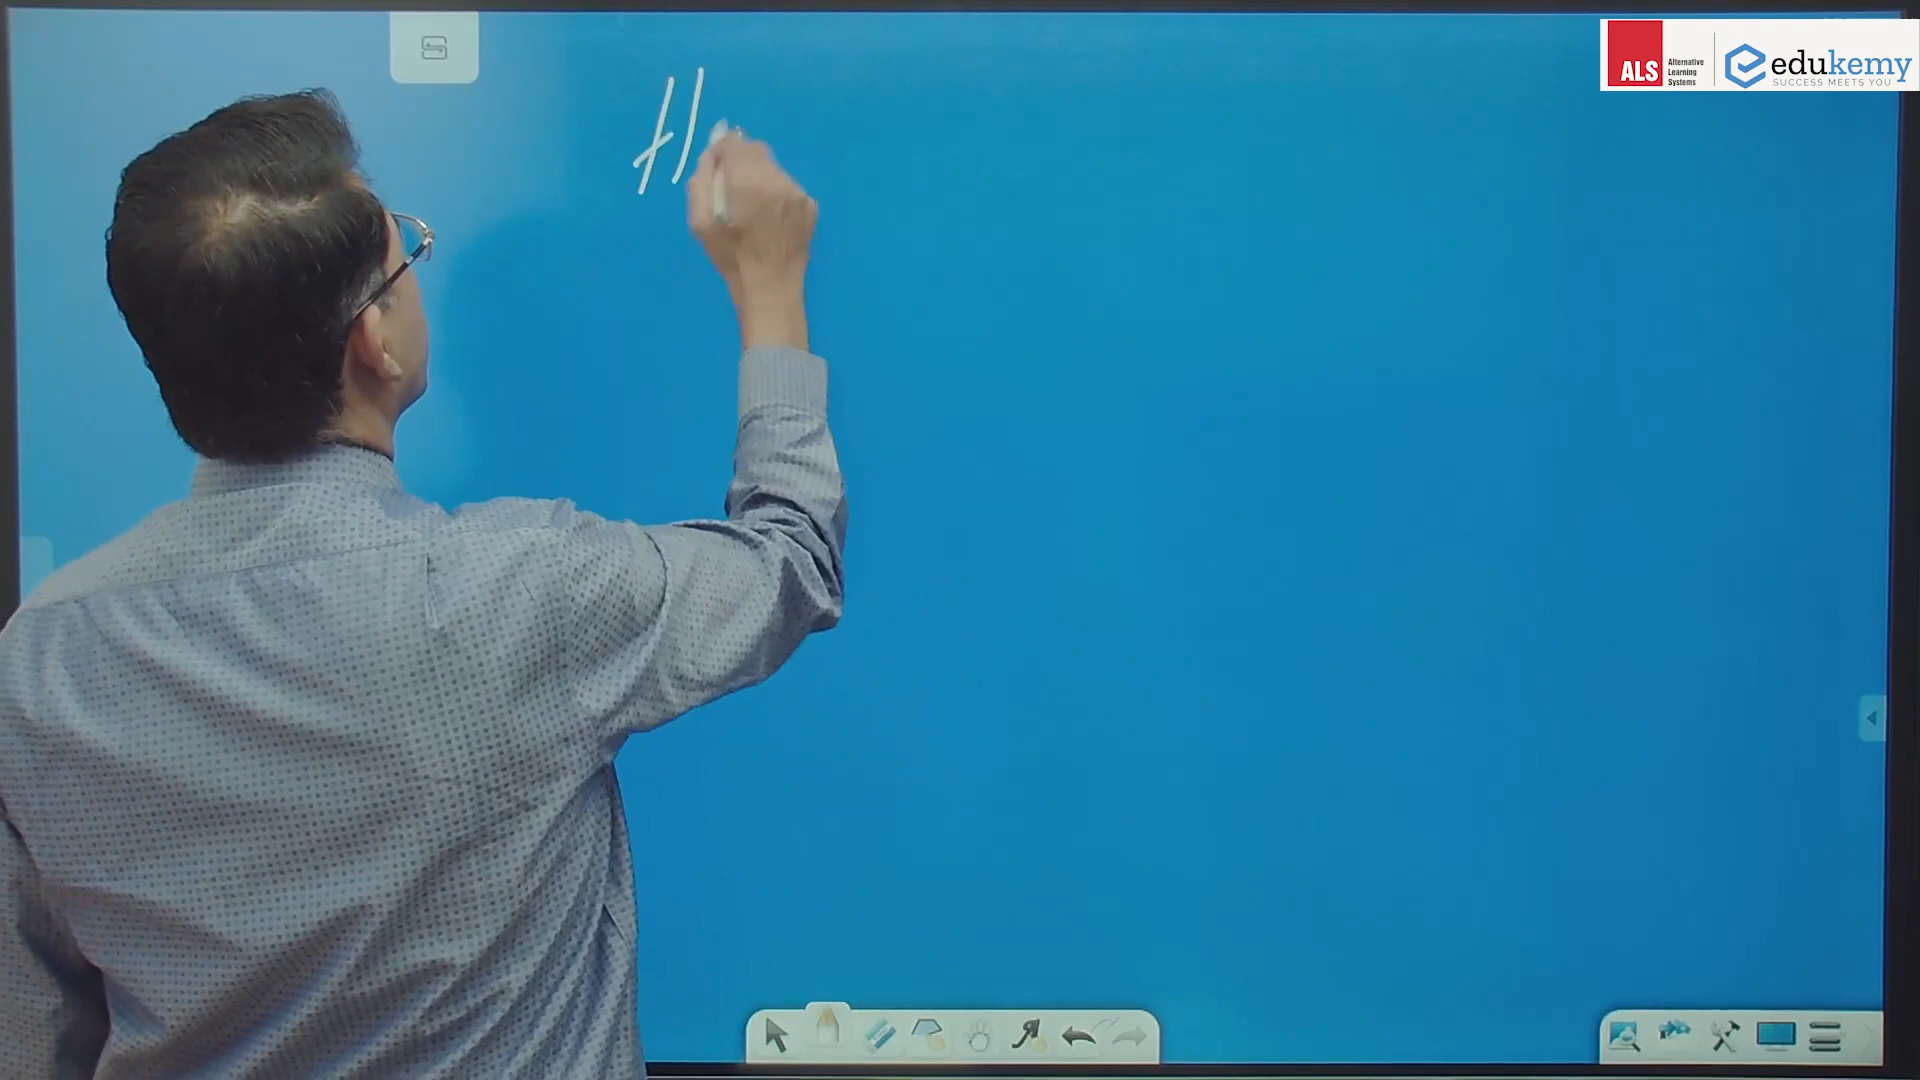 H
ALS
Alternative
Learning
Systems
edukemy
SUCCESS MEETS YOU